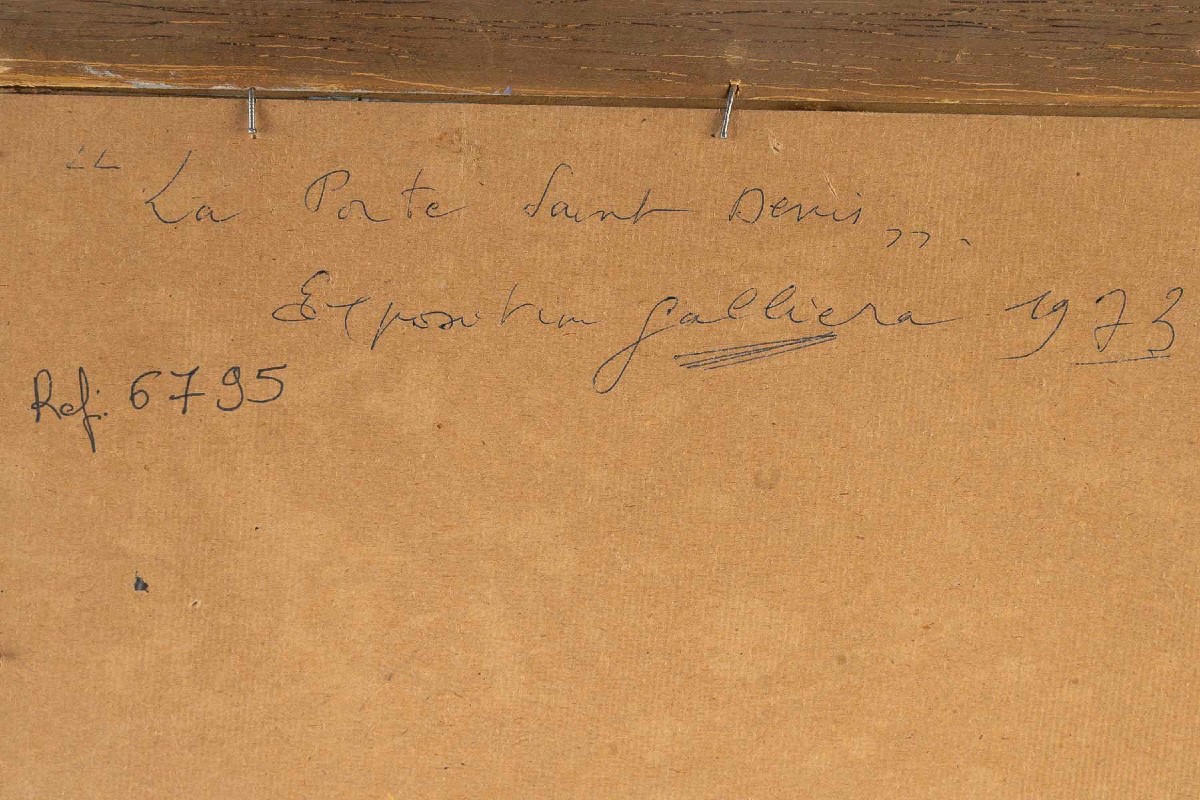 “ La Porte Saint Denis ”.
Exposition galliera 1973
Ref: 6795